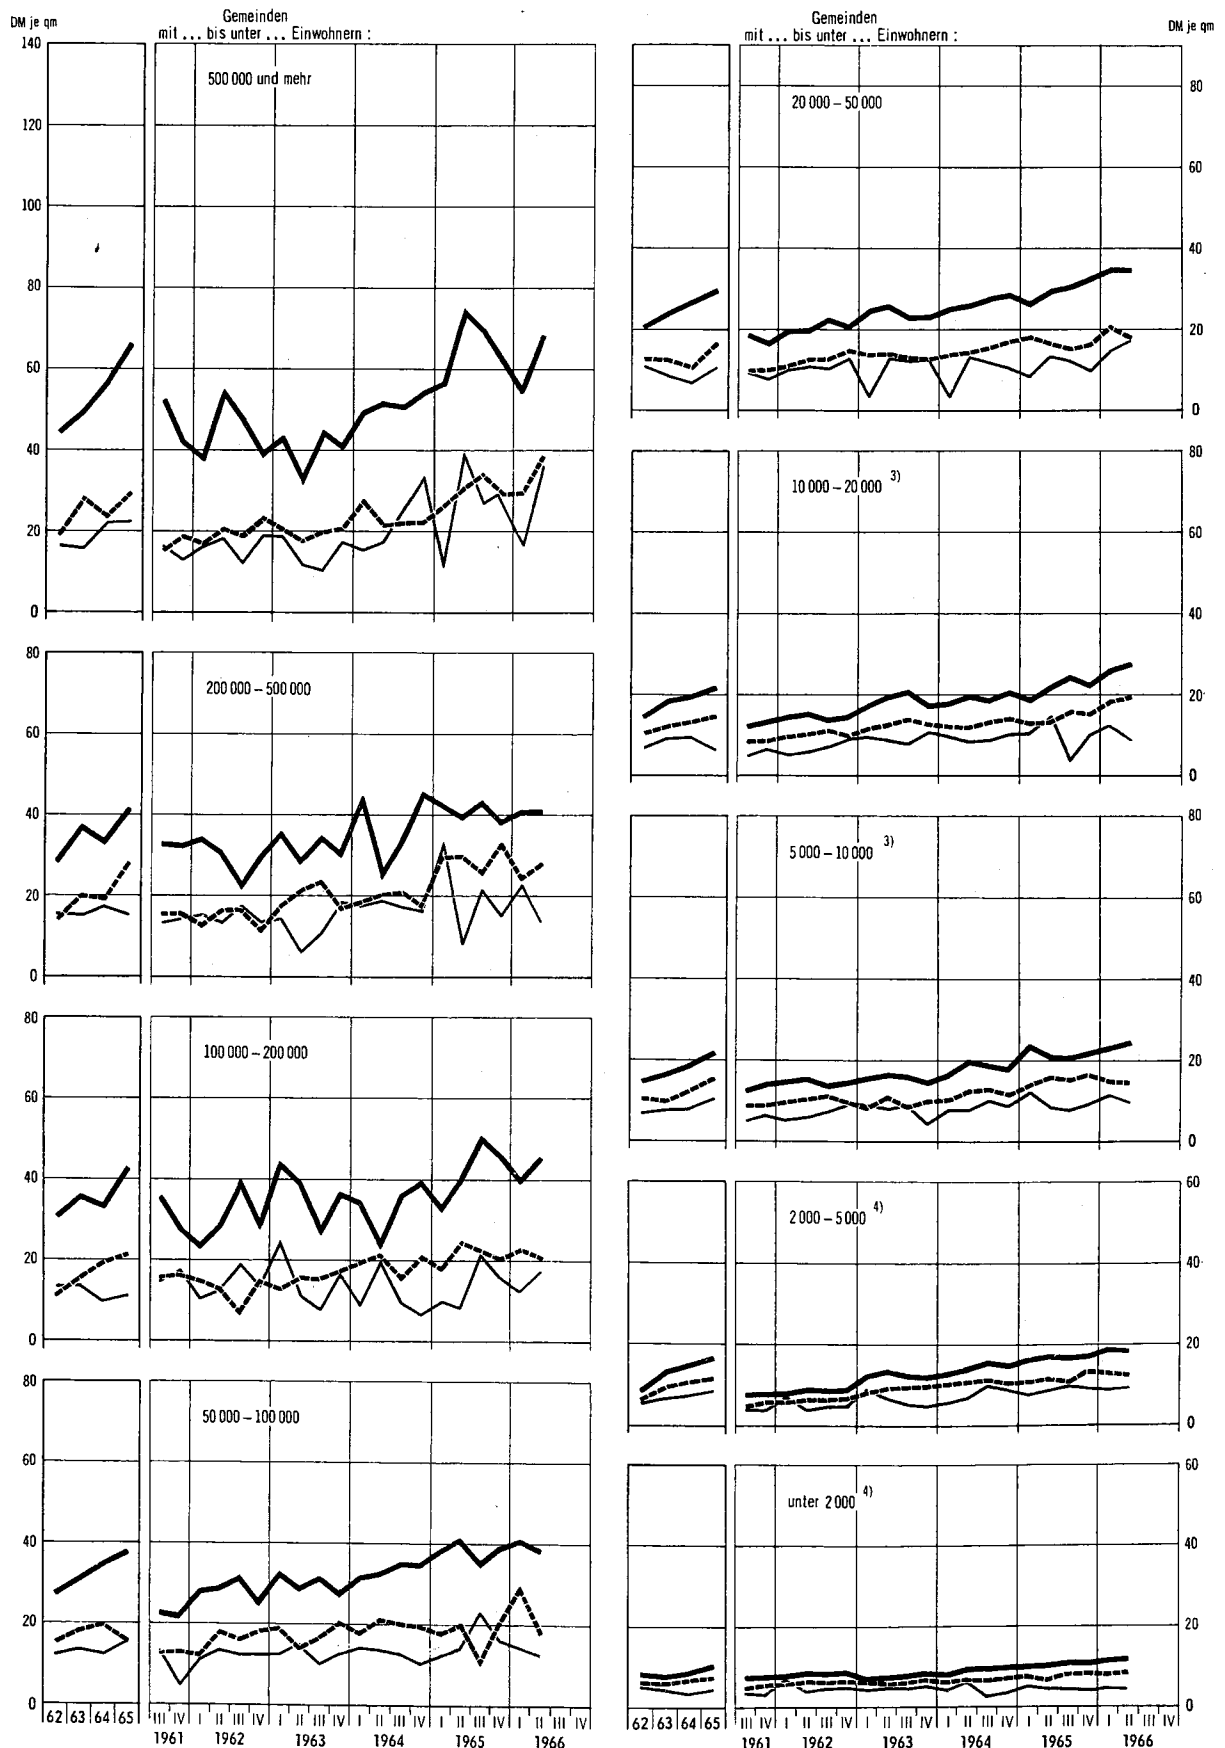 DM je qm
Gemeinden
mit ... bis unter ... Einwohnern :
140
120
100
80
60
40
20
0
500 000 und mehr
80
60
40
20
0
200 000 – 500 000
80
60
40
20
0
100 000 – 200 000
80
60
40
20
0
50 000 – 100 000
62 63 64 65 III IV I II III IV I II III IV I II III IV I II III IV I II III IV
1961 1962 1963 1964 1965 1966
Gemeinden
mit ... bis unter ... Einwohnern :
DM je qm
20 000 – 50 000
80
60
40
20
0
10 000 – 20 000 3)
80
60
40
20
0
5 000 – 10 000 3)
80
60
40
20
0
2 000 – 5 000 4)
60
40
20
0
unter 2 000 4)
60
40
20
0
62 63 64 65 III IV I II III IV I II III IV I II III IV I II III IV I II III IV
1961 1962 1963 1964 1965 1966